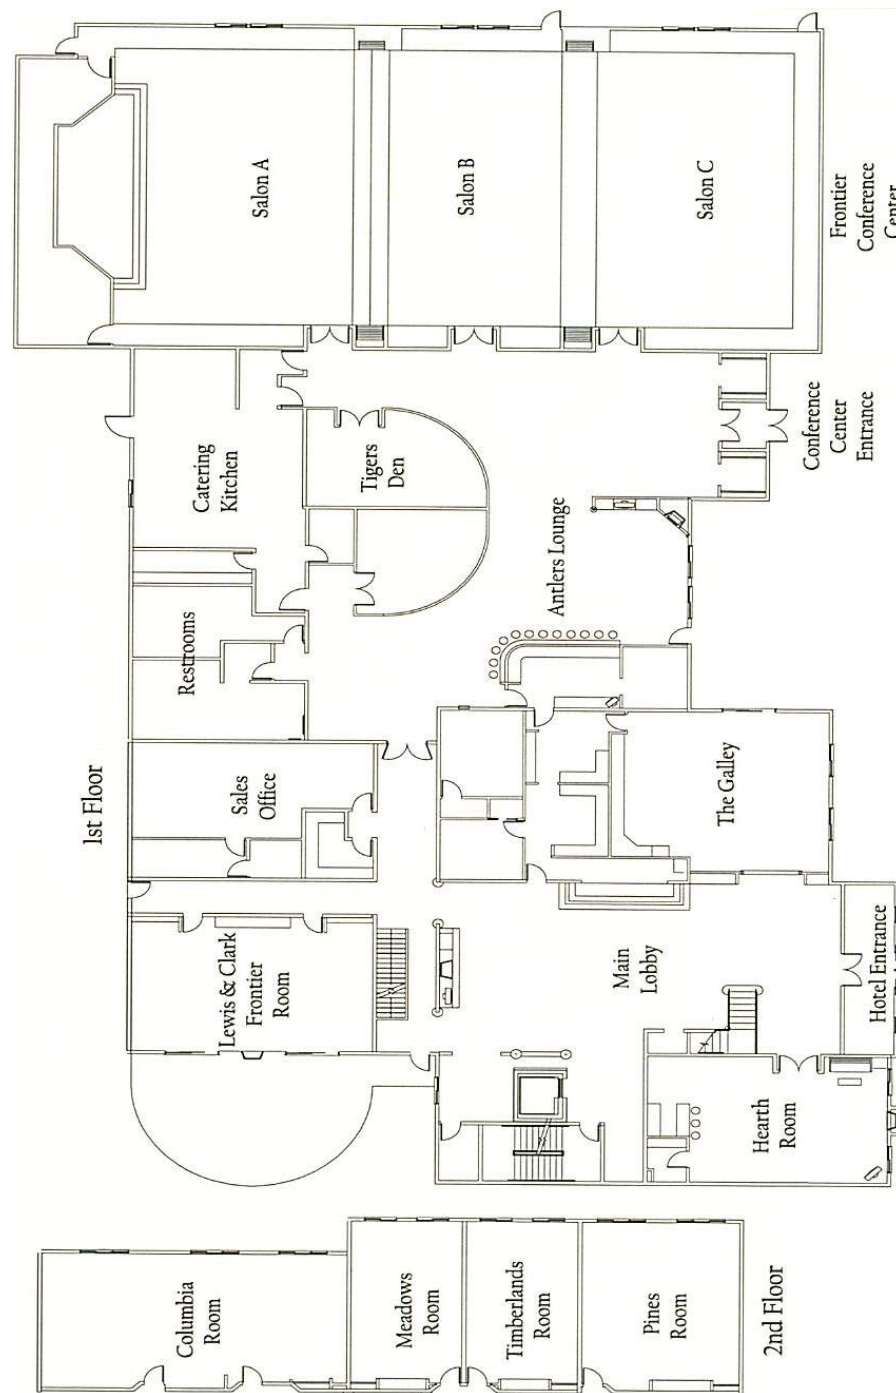 1st Floor
Salon A
Salon B
Salon C
Frontier
Conference
Center
Catering
Kitchen
Tigers
Den
Conference
Center
Entrance
Restrooms
Antlers Lounge
Sales
Office
The Galley
Lewis & Clark
Frontier
Room
Main
Lobby
Hotel Entrance
Hearth
Room
Columbia
Room
Meadows
Room
Timberlands
Room
Pines
Room
2nd Floor